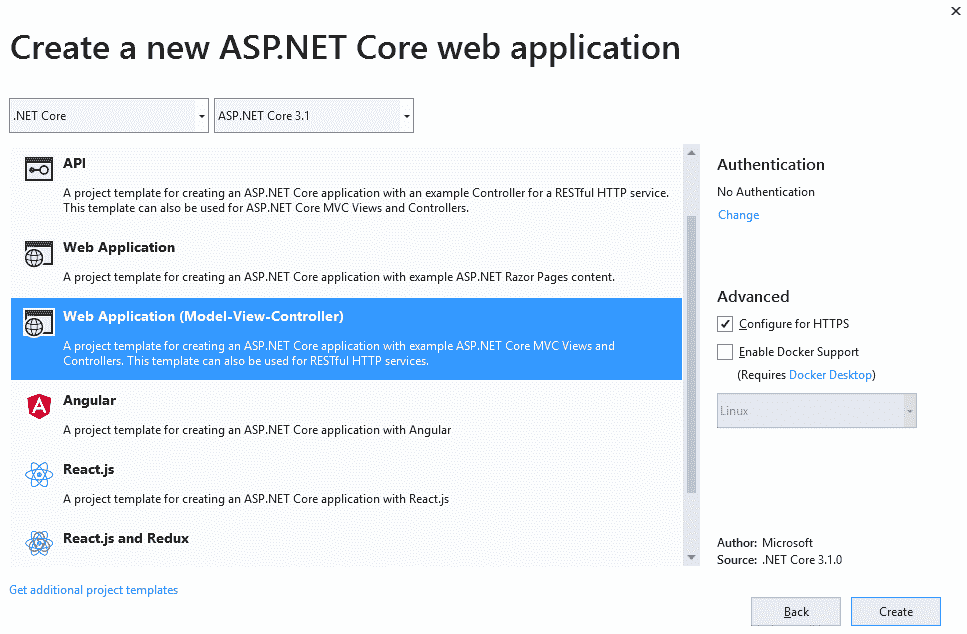 Create a new ASP.NET Core web application
.NET Core
ASP.NET Core 3.1
API
A project template for creating an ASP.NET Core application with an example Controller for a RESTful HTTP service.
This template can also be used for ASP.NET Core MVC Views and Controllers.
Web Application
A project template for creating an ASP.NET Core application with example ASP.NET Razor Pages content.
Web Application (Model-View-Controller)
A project template for creating an ASP.NET Core application with example ASP.NET Core MVC Views and
Controllers. This template can also be used for RESTful HTTP services.
Angular
A project template for creating an ASP.NET Core application with Angular
React.js
A project template for creating an ASP.NET Core application with React.js
React.js and Redux
Get additional project templates
Authentication
No Authentication
Change
Advanced
Configure for HTTPS
Enable Docker Support
(Requires Docker Desktop)
Linux
Author: Microsoft
Source: .NET Core 3.1.0
Back
Create